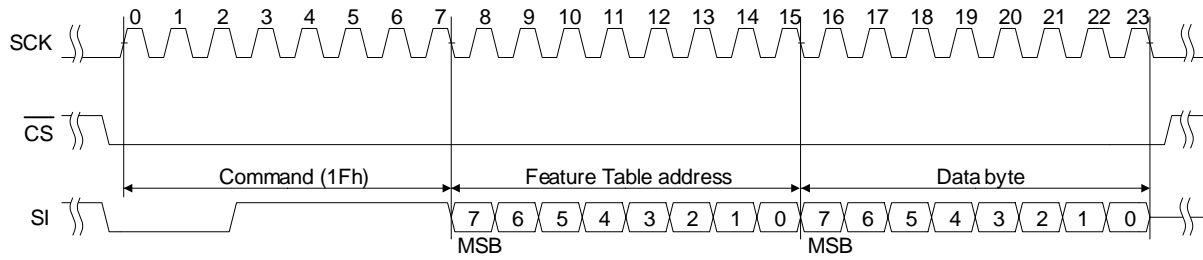 0 1 2 3 4 5 6 7 8 9 10 11 12 13 14 15 16 17 18 19 20 21 22 23
SCK
CS
Command (1Fh) Feature Table address Data byte
SI 7 6 5 4 3 2 1 0 7 6 5 4 3 2 1 0
MSB MSB